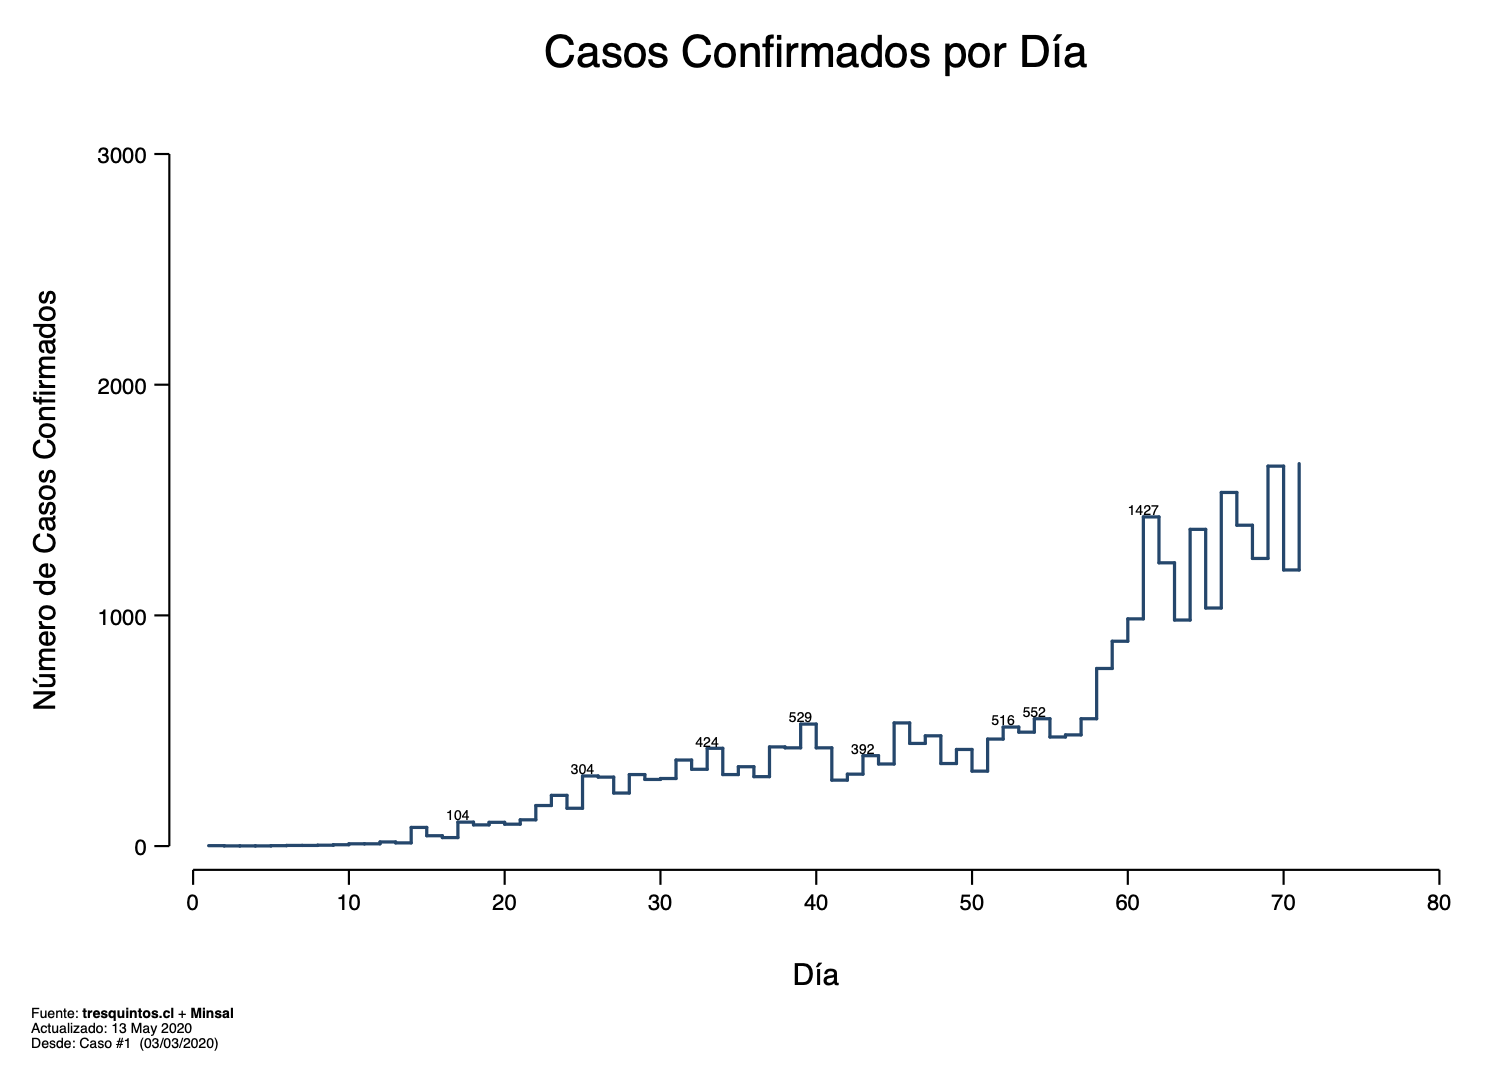 Casos Confirmados por Día
Número de Casos Confirmados
3000
2000
1000
0
104
304
424
529
392
516
552
1427
0 10 20 30 40 50 60 70 80
Día
Fuente: tresquintos.cl + Minsal
Actualizado: 13 May 2020
Desde: Caso #1 (03/03/2020)